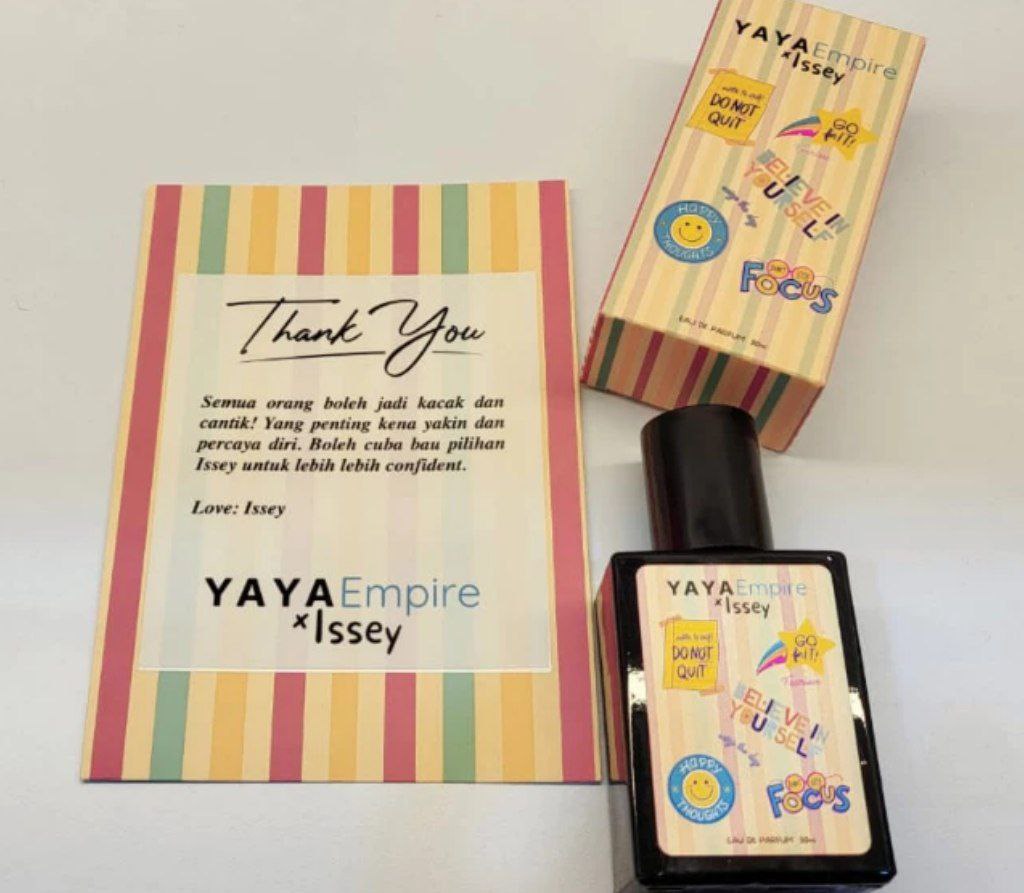 Thank You
Semua orang boleh jadi kacak dan
cantik! Yang penting kena yakin dan
percaya diri. Boleh cuba bau pilihan
Issey untuk lebih lebih confident.
Love: Issey
YAYA Empire
x Issey
YAYA Empire
x Issey
DO NOT
QUIT
GO
BELIEVE IN
YOURSELF
HAPPY
THOUGHTS
FOCUS
EAU DE PARFUM 30ml
YAYA Empire
x Issey
DO NOT
QUIT
GO
BELIEVE IN
YOURSELF
HAPPY
THOUGHTS
FOCUS
EAU DE PARFUM 30ml